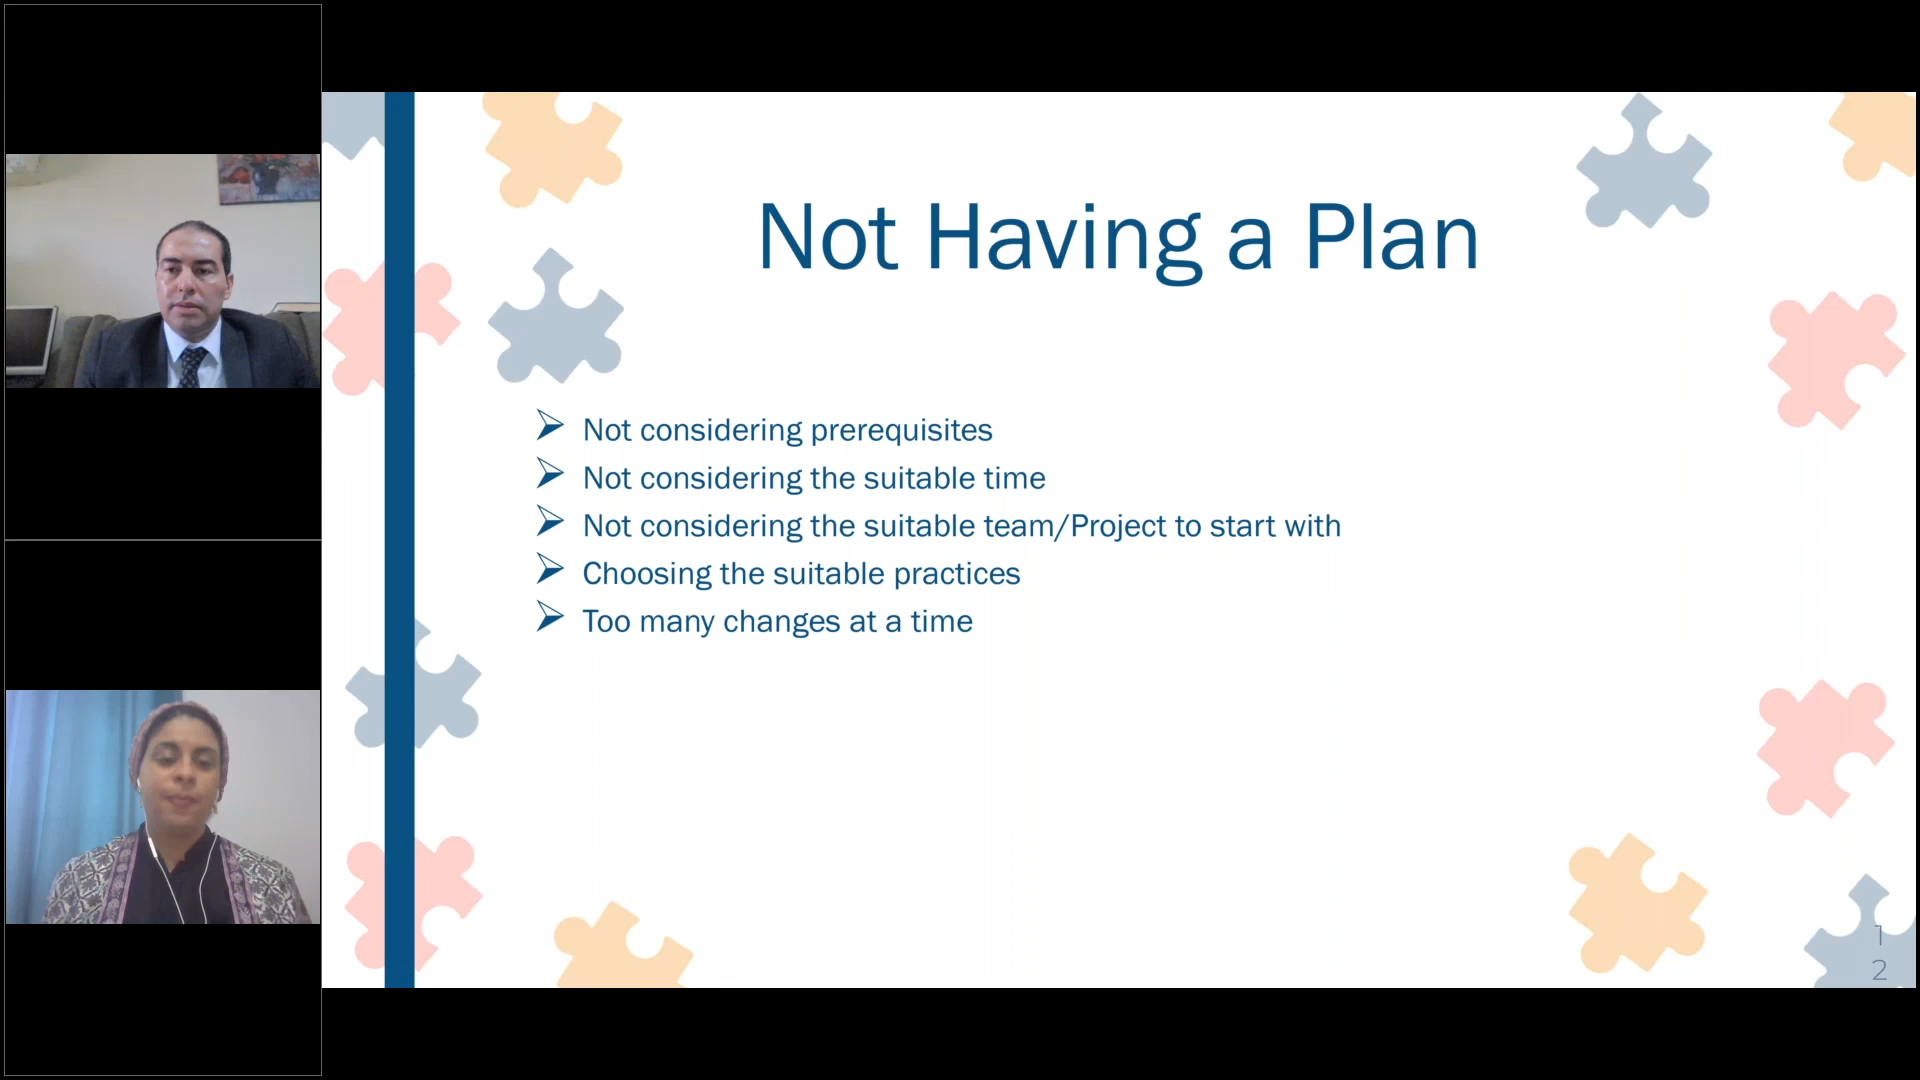 Not Having a Plan
Not considering prerequisites
Not considering the suitable time
Not considering the suitable team/Project to start with
Choosing the suitable practices
Too many changes at a time
1
2